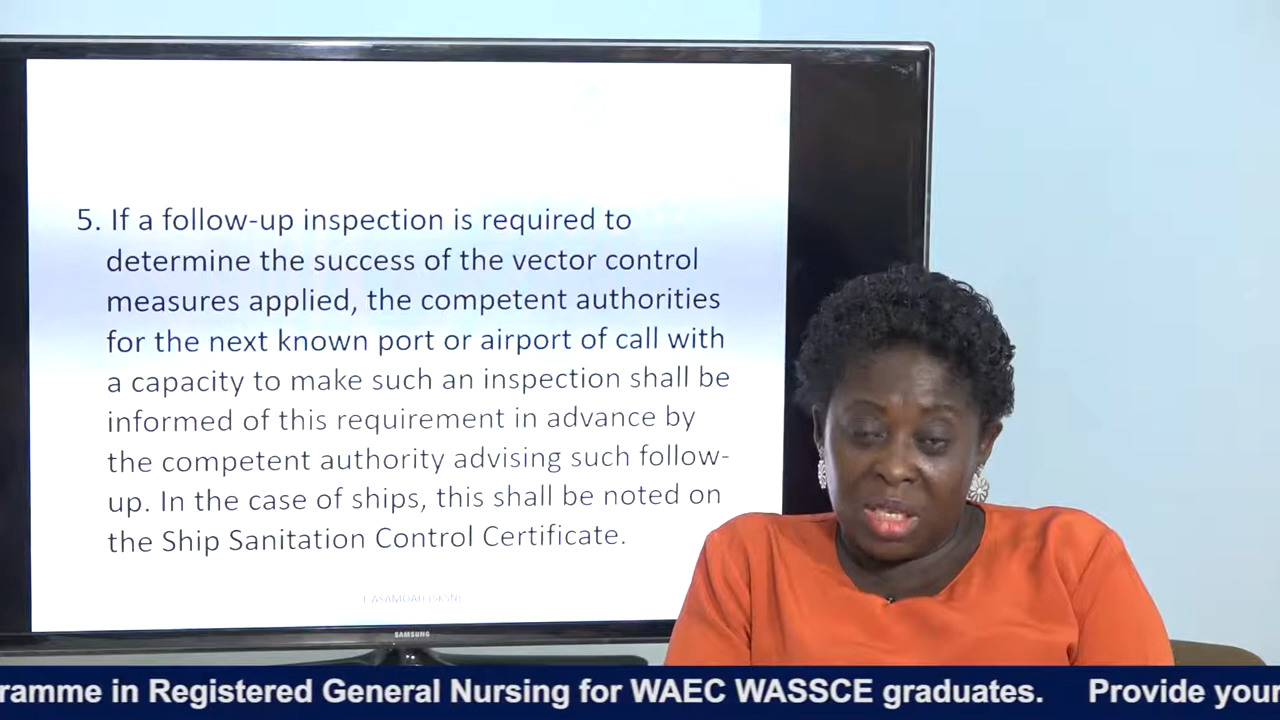 5. If a follow-up inspection is required to
determine the success of the vector control
measures applied, the competent authorities
for the next known port or airport of call with
a capacity to make such an inspection shall be
informed of this requirement in advance by
the competent authority advising such follow-
up. In the case of ships, this shall be noted on
the Ship Sanitation Control Certificate.
SAMSUNG
ramme in Registered General Nursing for WAEC WASSCE graduates. Provide your